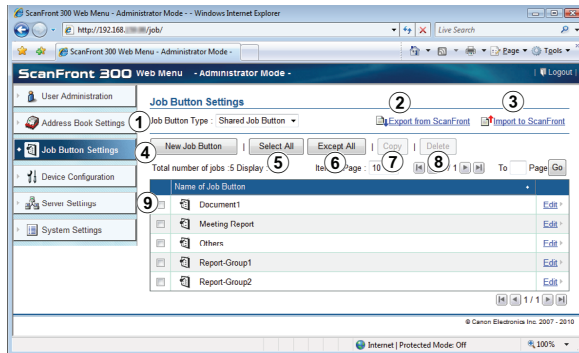 ScanFront 300 Web Menu - Administrator Mode - - Windows Internet Explorer
http://192.168. /job/
Live Search
ScanFront 300 Web Menu - Administrator Mode -
Page Tools
ScanFront 300 Web Menu - Administrator Mode - Logout
User Administration
Address Book Settings
Job Button Settings
Device Configuration
Server Settings
System Settings
Job Button Settings
2 3
1 Job Button Type : Shared Job Button Export from ScanFront Import to ScanFront
4 New Job Button | Select All Except All | Copy | Delete
5 6 7 8
Total number of jobs :5 Display Page : 10 / 1 To Page Go
Name of Job Button
9 Document1 Edit
Meeting Report Edit
Others Edit
Report-Group1 Edit
Report-Group2 Edit
1 / 1
© Canon Electronics Inc. 2007 - 2010
Internet | Protected Mode: Off 100%